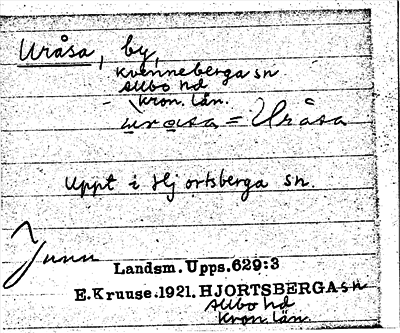 Uråsa, by,
Kvenneberga sn
Allbo hd
Kron. län.
urasa = Uråsa
Uppt i Hjortsberga sn.
Landsm. Upps. 629:3
E. Kruuse. 1921. HJORTSBERGA sn
Allbo hd
Kron. län.